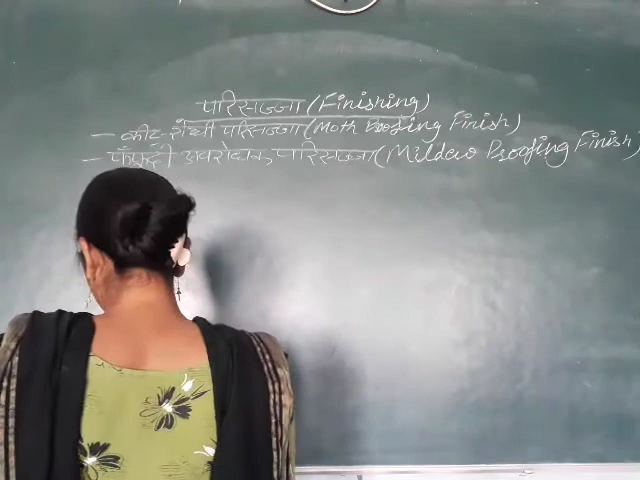 परिसज्जा (Finishing)
– कीट-रोधी परिसज्जा (Moth Proofing Finish)
– फफूंदी अवरोधक परिसज्जा (Mildew Proofing Finish)